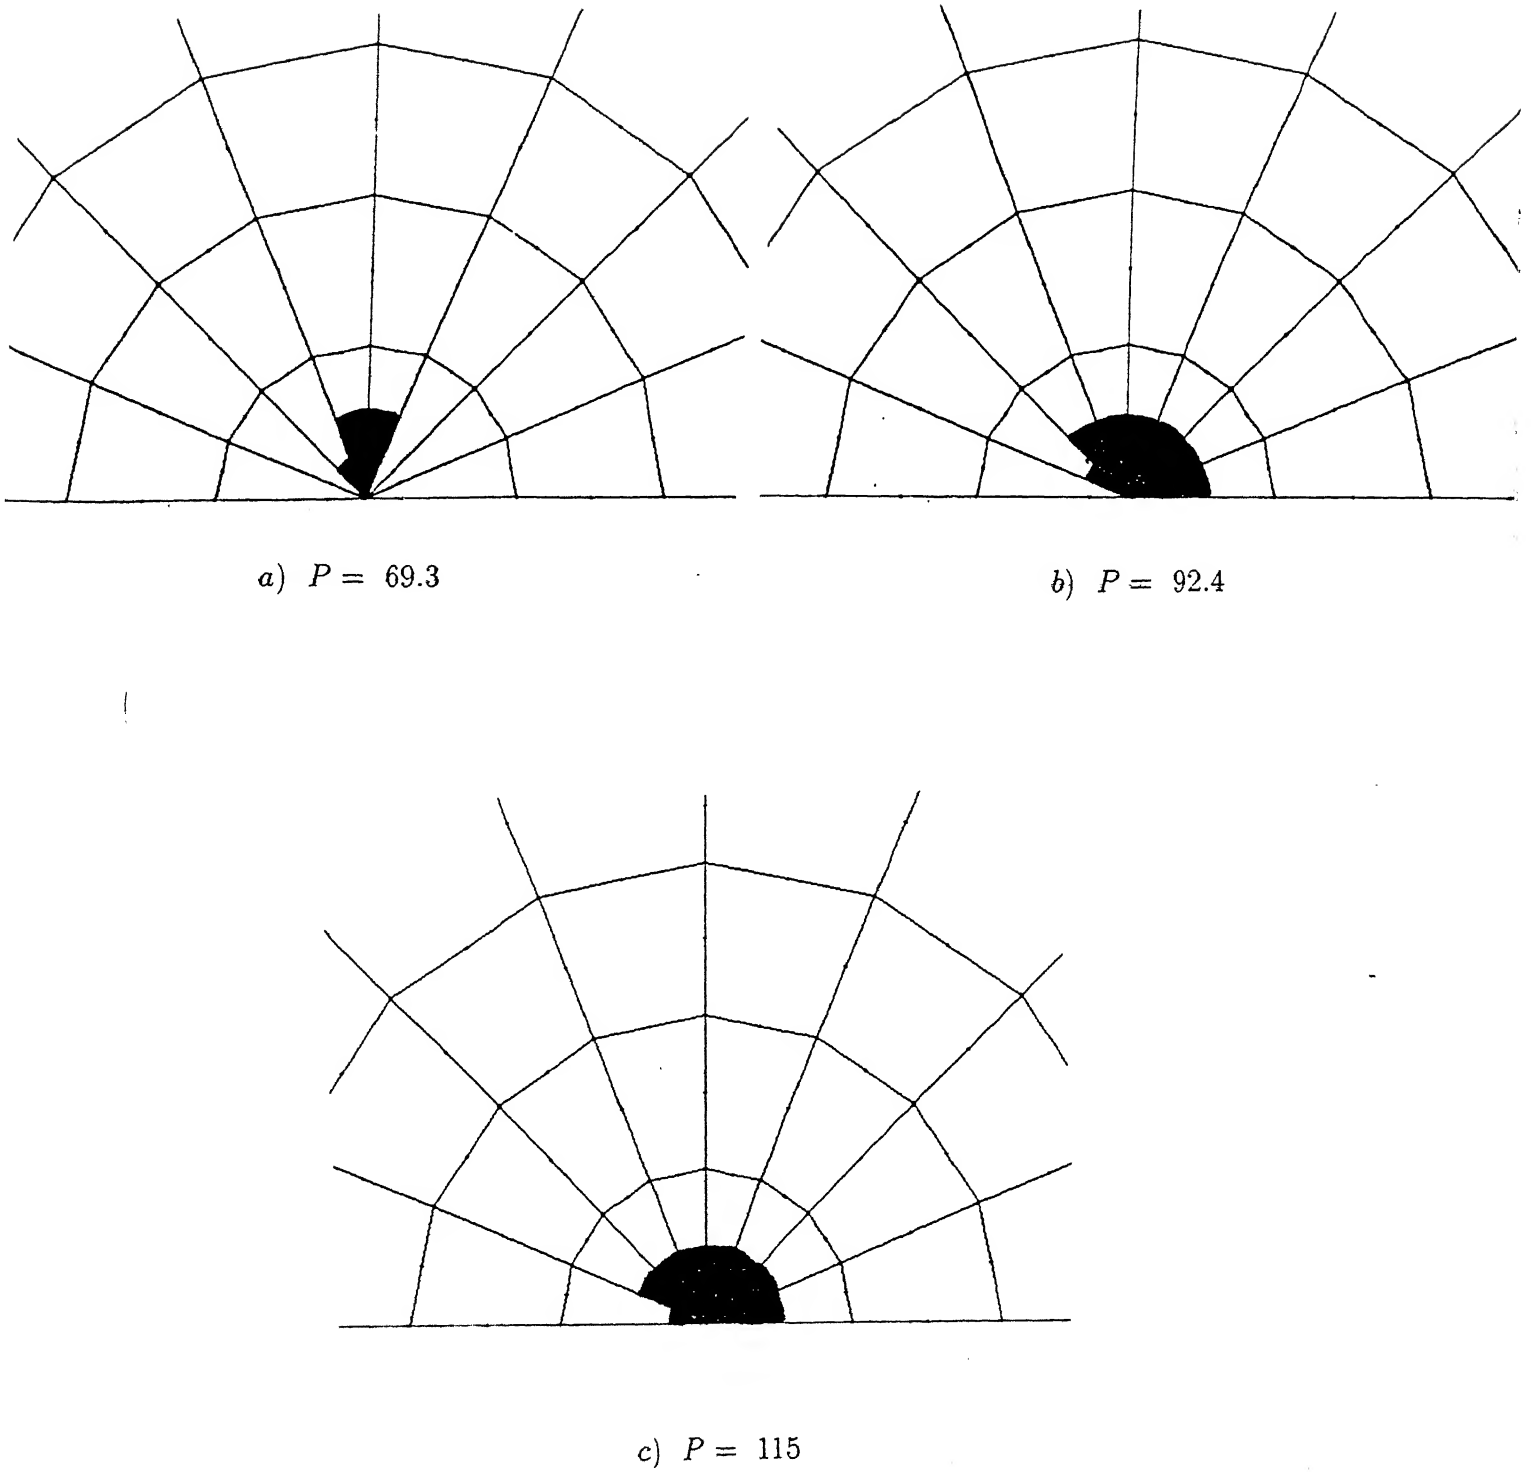 a) P = 69.3
b) P = 92.4
c) P = 115